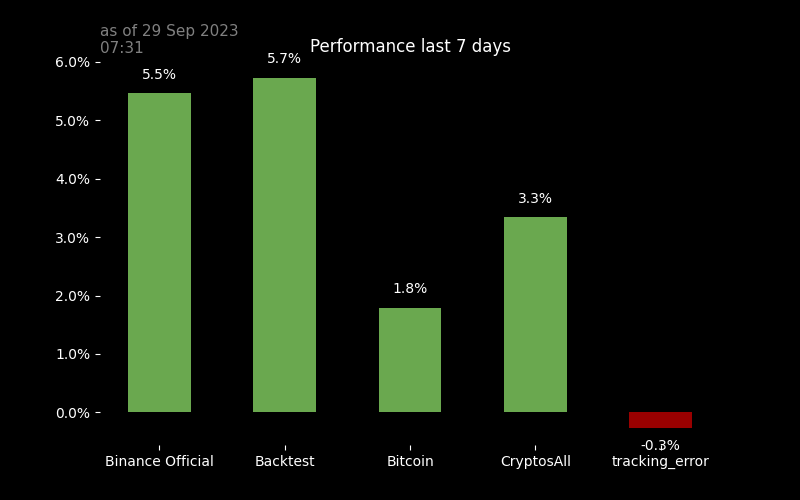 as of 29 Sep 2023
07:31
Performance last 7 days
6.0%
5.0%
4.0%
3.0%
2.0%
1.0%
0.0%
5.5%
5.7%
1.8%
3.3%
-0.3%
Binance Official
Backtest
Bitcoin
CryptosAll
tracking_error